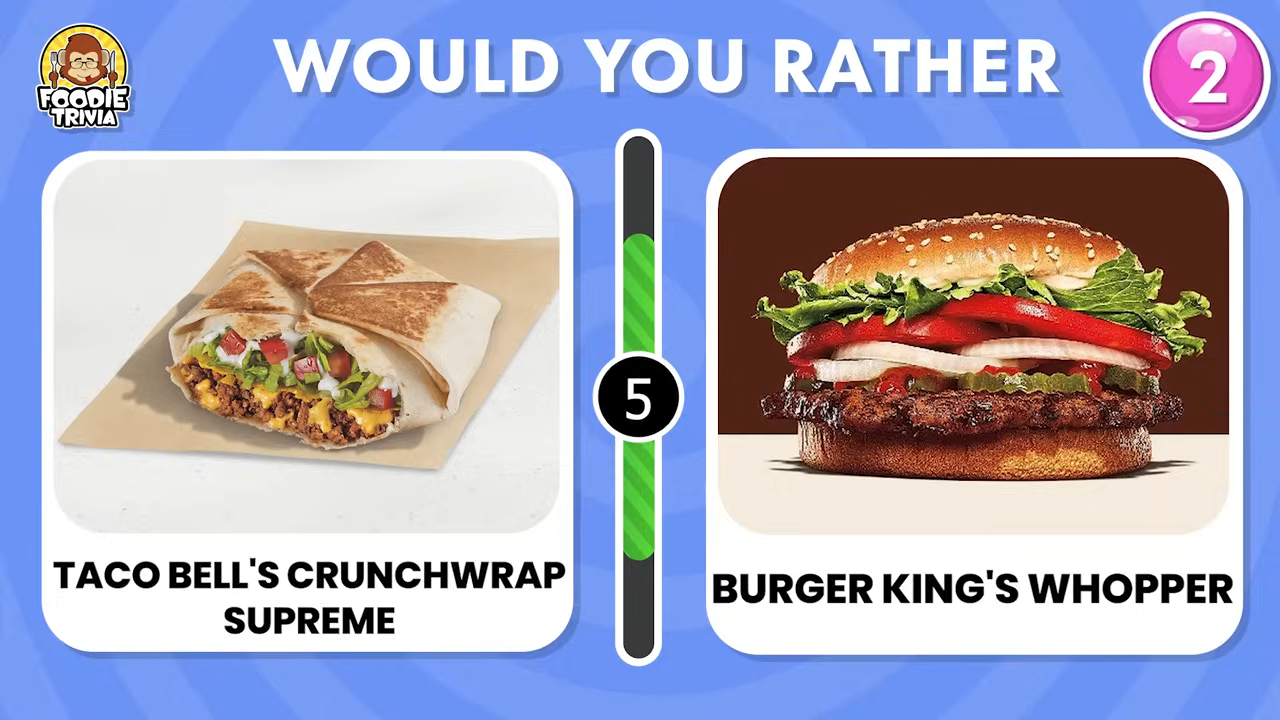 FOODIE
TRIVIA
WOULD YOU RATHER
2
5
TACO BELL'S CRUNCHWRAP
SUPREME
BURGER KING'S WHOPPER